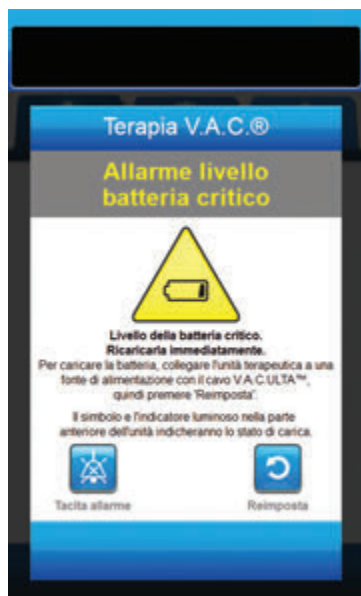 Terapia V.A.C.®
Allarme livello
batteria critico
Livello della batteria critico.
Ricaricarla immediatamente.
Per caricare la batteria, collegare l'unità terapeutica a una
fonte di alimentazione con il cavo V.A.C.ULTA™,
quindi premere 'Reimposta'.
Il simbolo e l'indicatore luminoso nella parte
anteriore dell'unità indicheranno lo stato di carica.
Tacita allarme
Reimposta